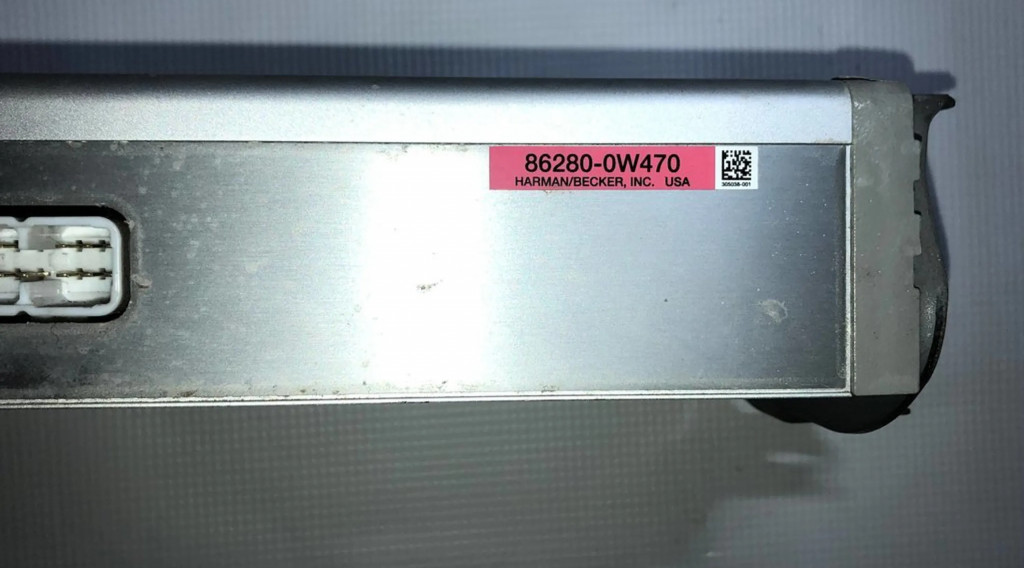 86280-0W470
HARMAN/BECKER, INC. USA
305038-001